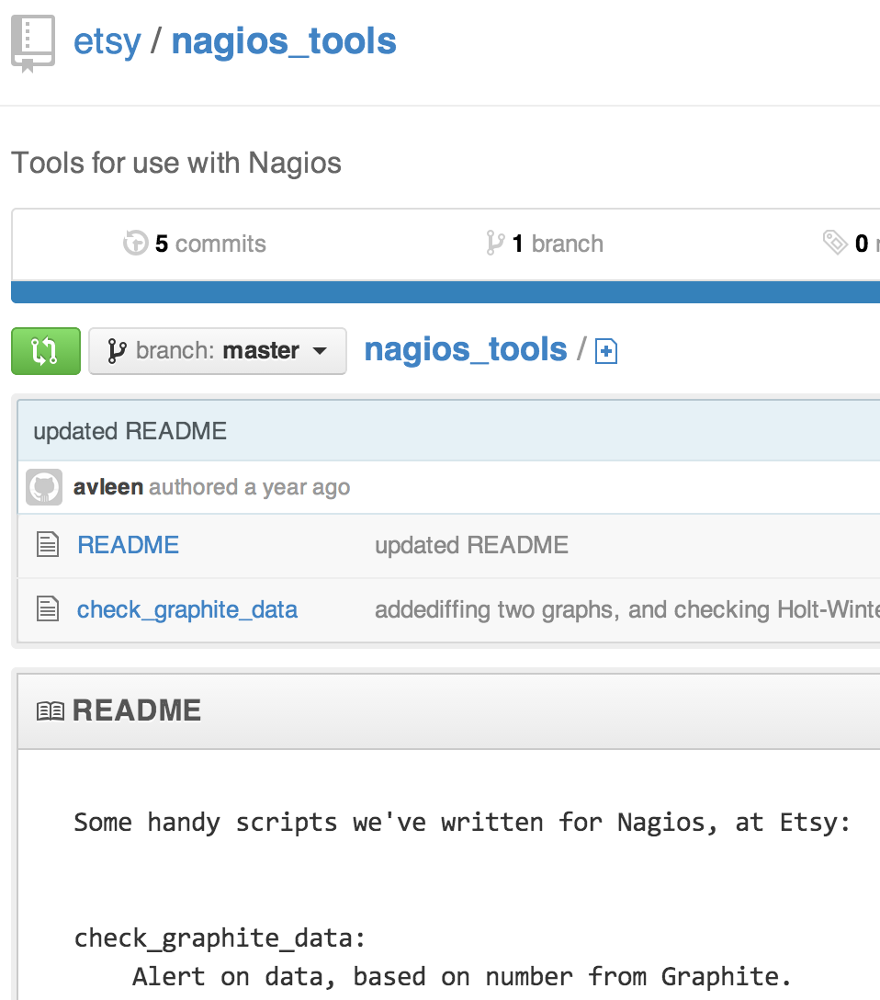 etsy / nagios_tools
Tools for use with Nagios
5 commits 1 branch 0
branch: master nagios_tools /
updated README
avleen authored a year ago
README updated README
check_graphite_data addediffing two graphs, and checking Holt-Winte
README
Some handy scripts we've written for Nagios, at Etsy:
check_graphite_data:
Alert on data, based on number from Graphite.